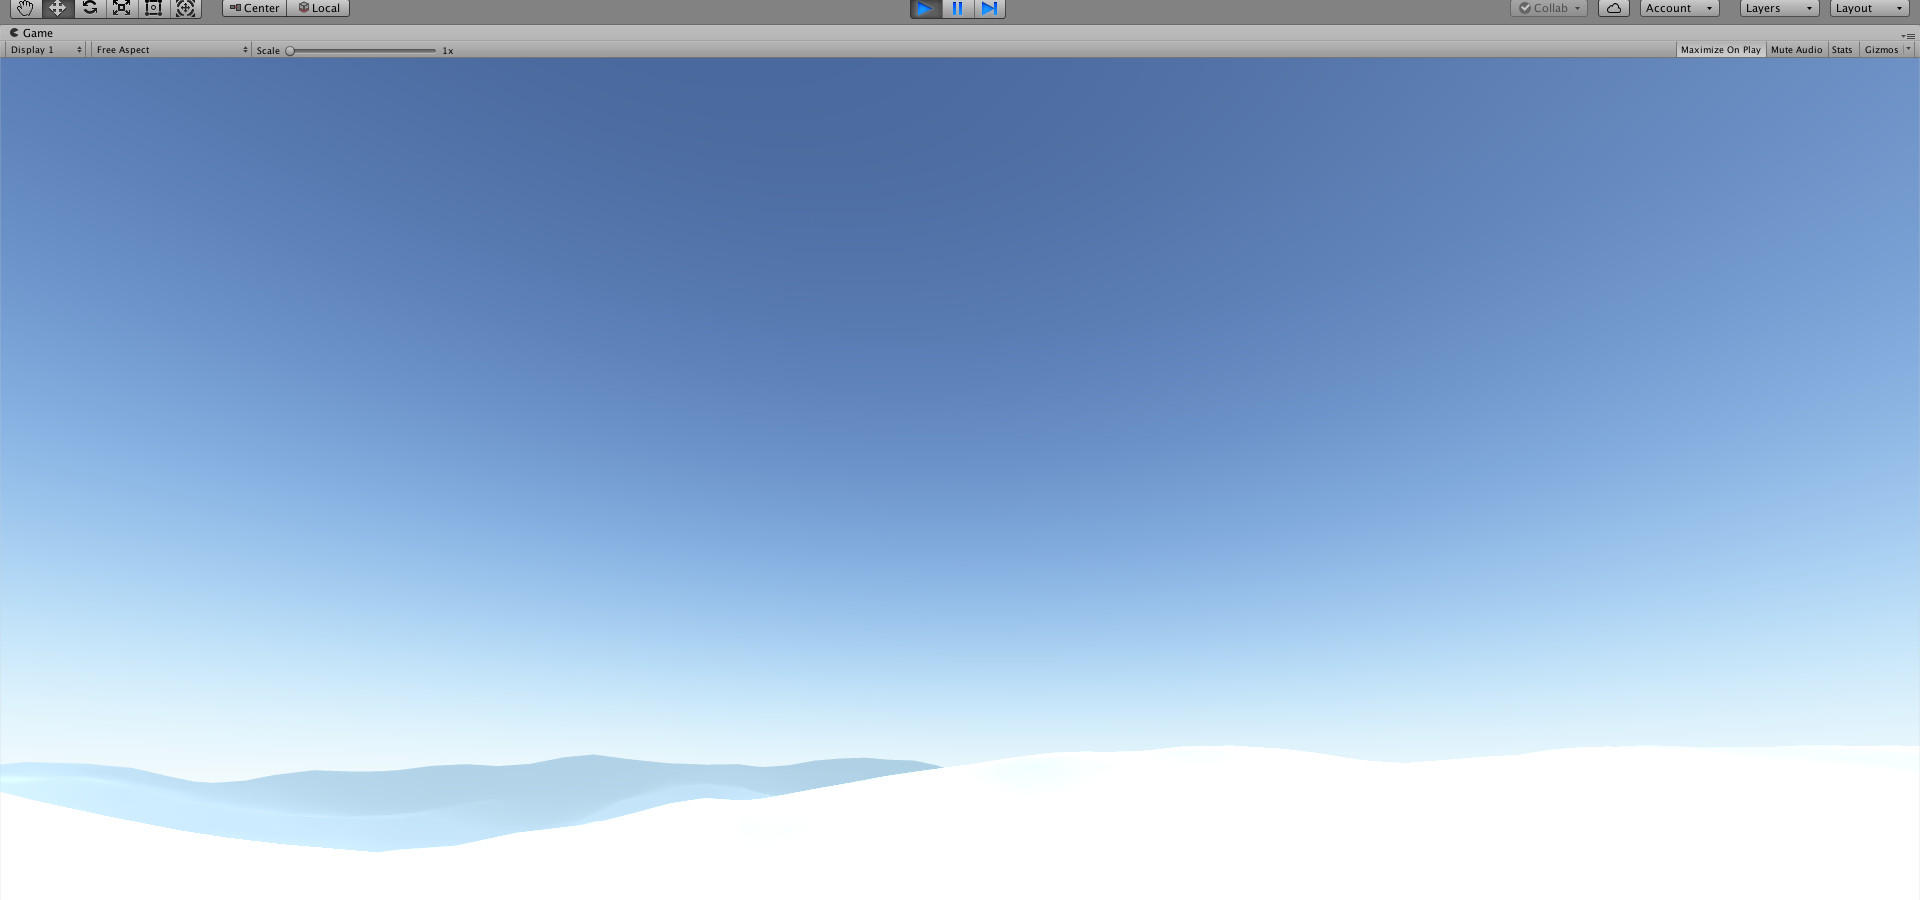 Center Local Collab Account Layers Layout
Game
Display 1 Free Aspect Scale 1x Maximize On Play Mute Audio Stats Gizmos